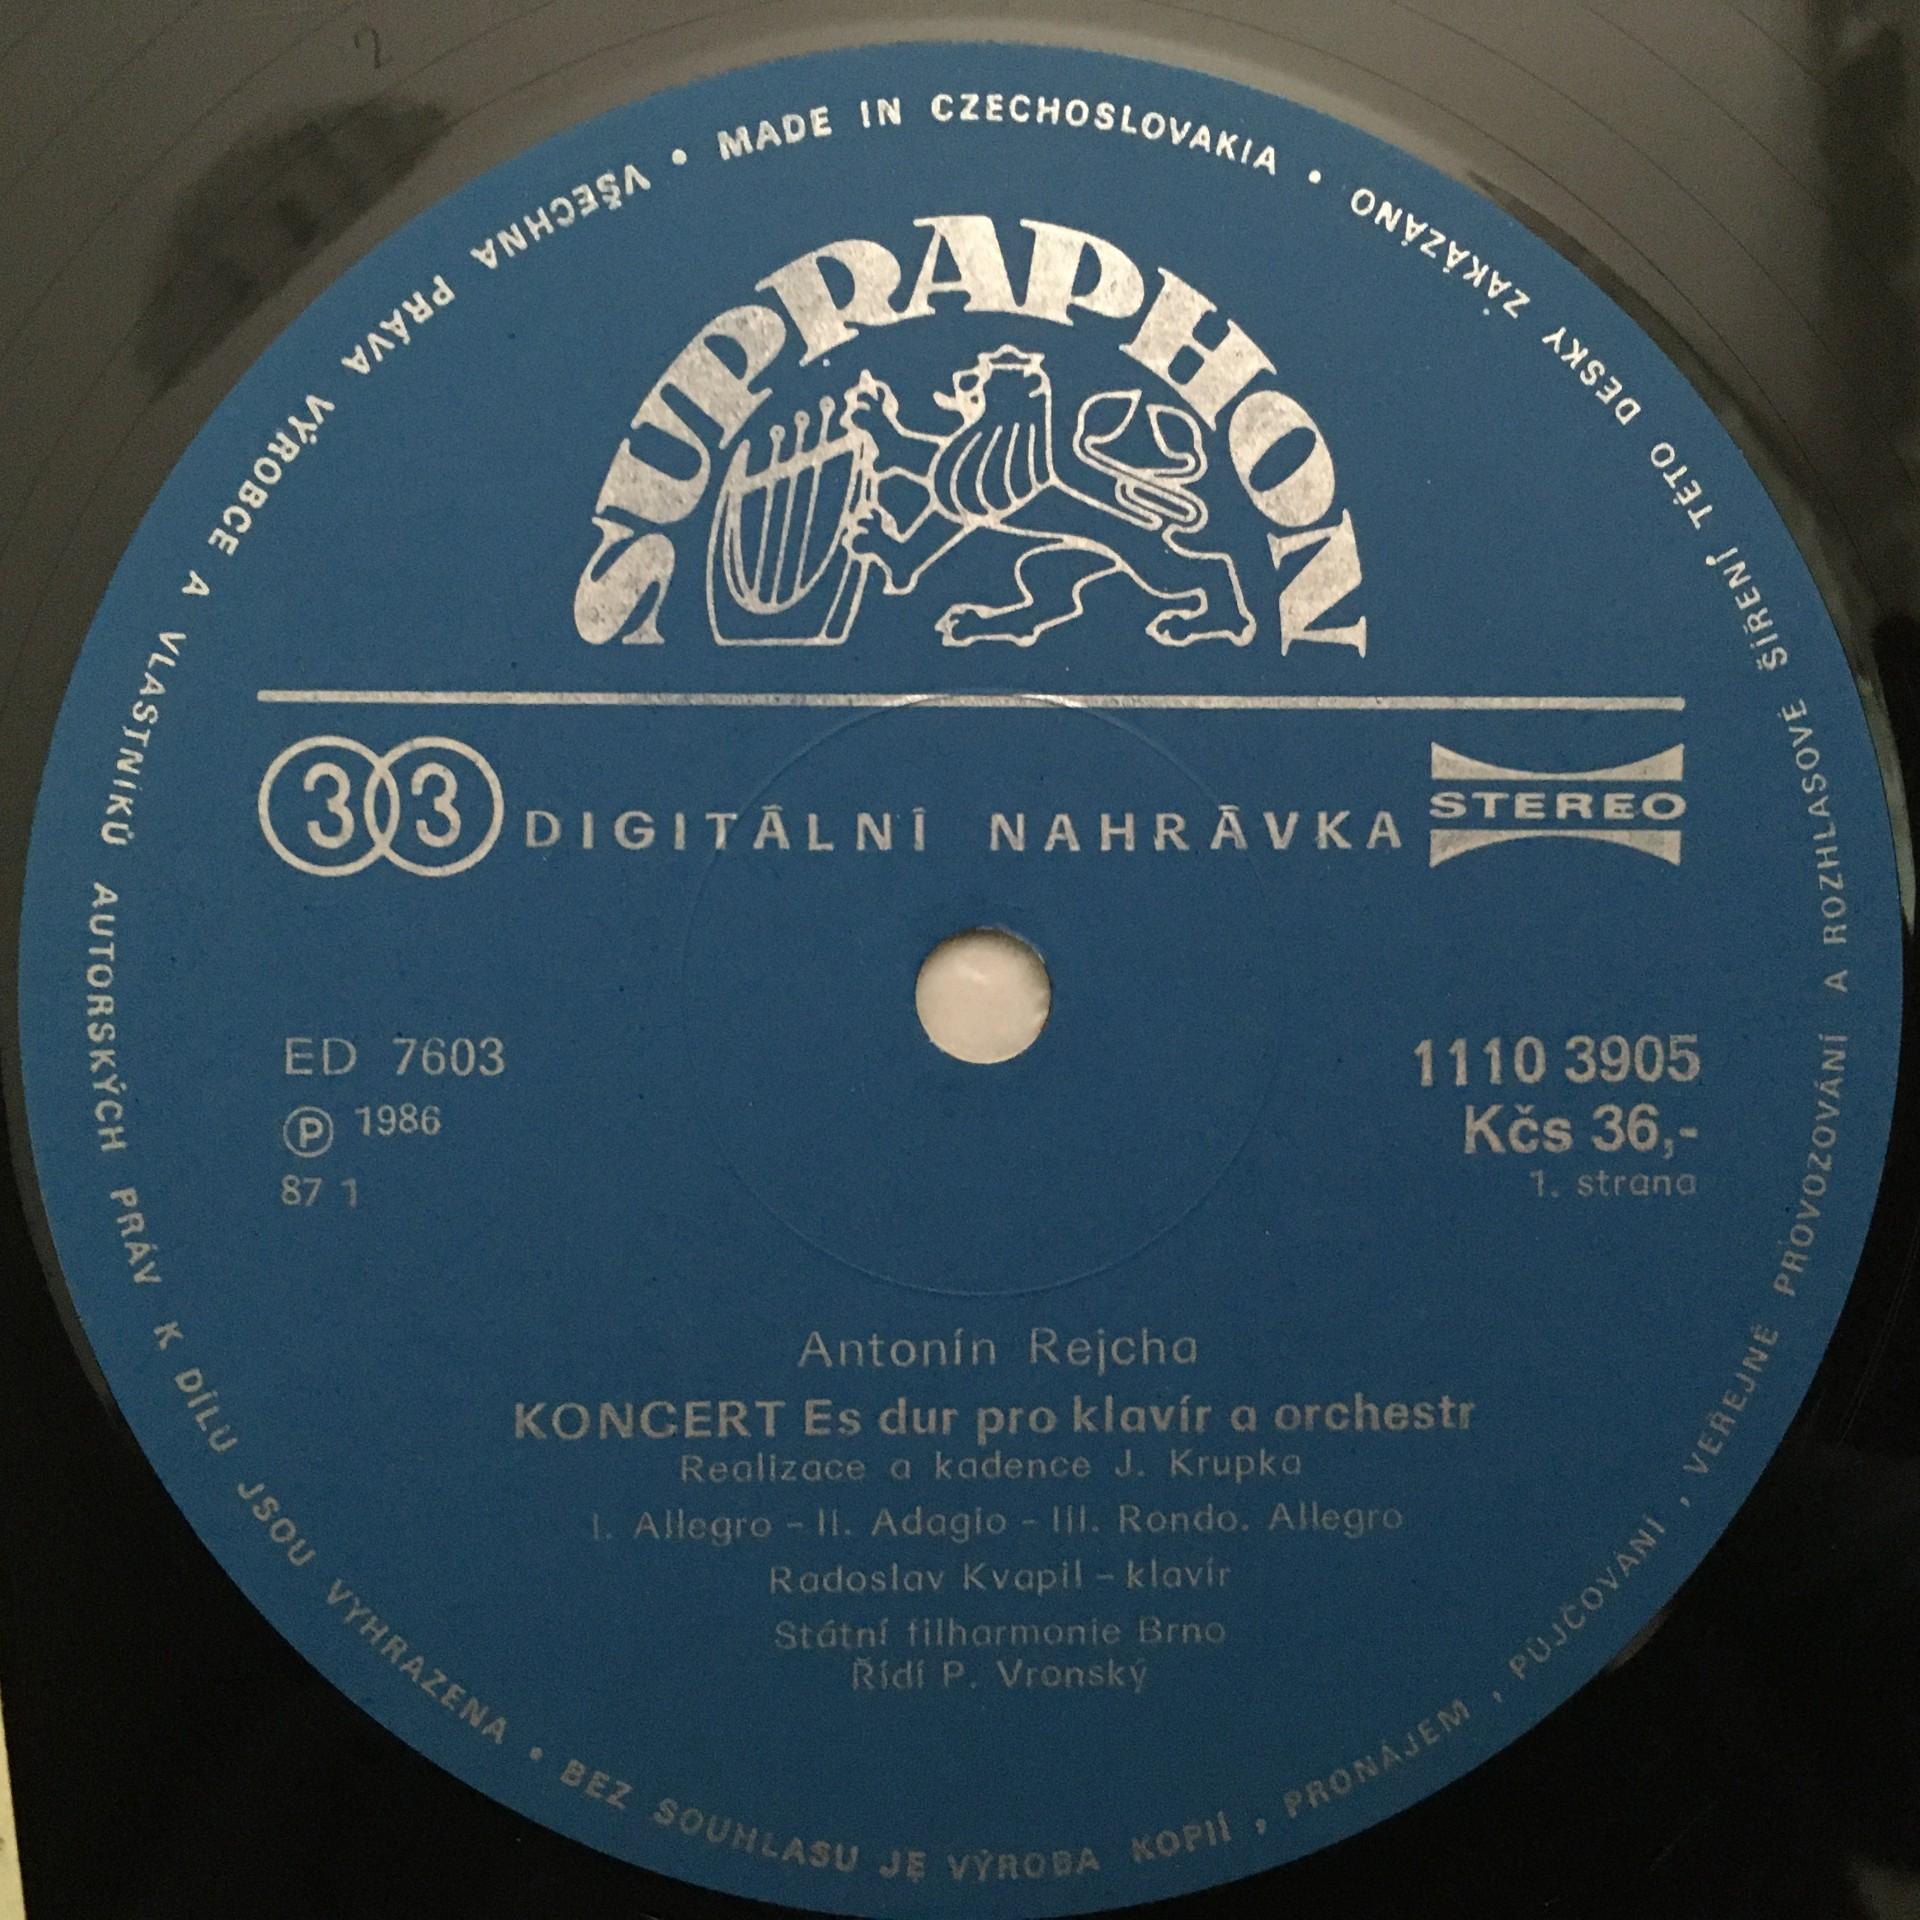 VŠECHNA PRÁVA VÝROBCE A VLASTNÍKŮ AUTORSKÝCH PRÁV K DÍLU JSOU VYHRAZENA • BEZ SOUHLASU JE VÝROBA KOPIÍ, PRONÁJEM, PŮJČOVÁNÍ, VEŘEJNÉ PROVOZOVÁNÍ A ROZHLASOVÉ ŠÍŘENÍ TÉTO DESKY ZAKÁZÁNO • MADE IN CZECHOSLOVAKIA •
SUPRAPHON
33 DIGITÁLNÍ NAHRÁVKA STEREO
ED 7603
Ⓟ 1986
87 1
1110 3905
Kčs 36,-
1. strana
Antonín Rejcha
KONCERT Es dur pro klavír a orchestr
Realizace a kadence J. Krupka
I. Allegro – II. Adagio – III. Rondo. Allegro
Radoslav Kvapil – klavír
Státní filharmonie Brno
Řídí P. Vronský
2